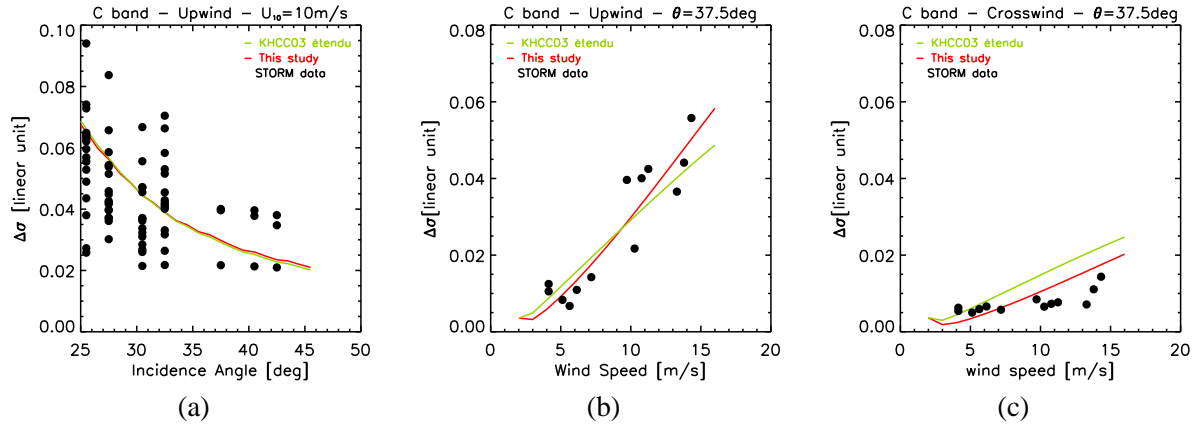 C band – Upwind – U₁₀=10m/s
0.10
0.08
0.06
0.04
0.02
0.00
Δσ [linear unit]
KHCC03 étendu
This study
STORM data
25 30 35 40 45 50
Incidence Angle [deg]
(a)
C band – Upwind – θ=37.5deg
0.08
0.06
0.04
0.02
0.00
Δσ[linear unit]
KHCC03 étendu
This study
STORM data
0 5 10 15 20
Wind Speed [m/s]
(b)
C band – Crosswind – θ=37.5deg
0.08
0.06
0.04
0.02
0.00
Δσ[linear unit]
KHCC03 étendu
This study
STORM data
0 5 10 15 20
wind speed [m/s]
(c)